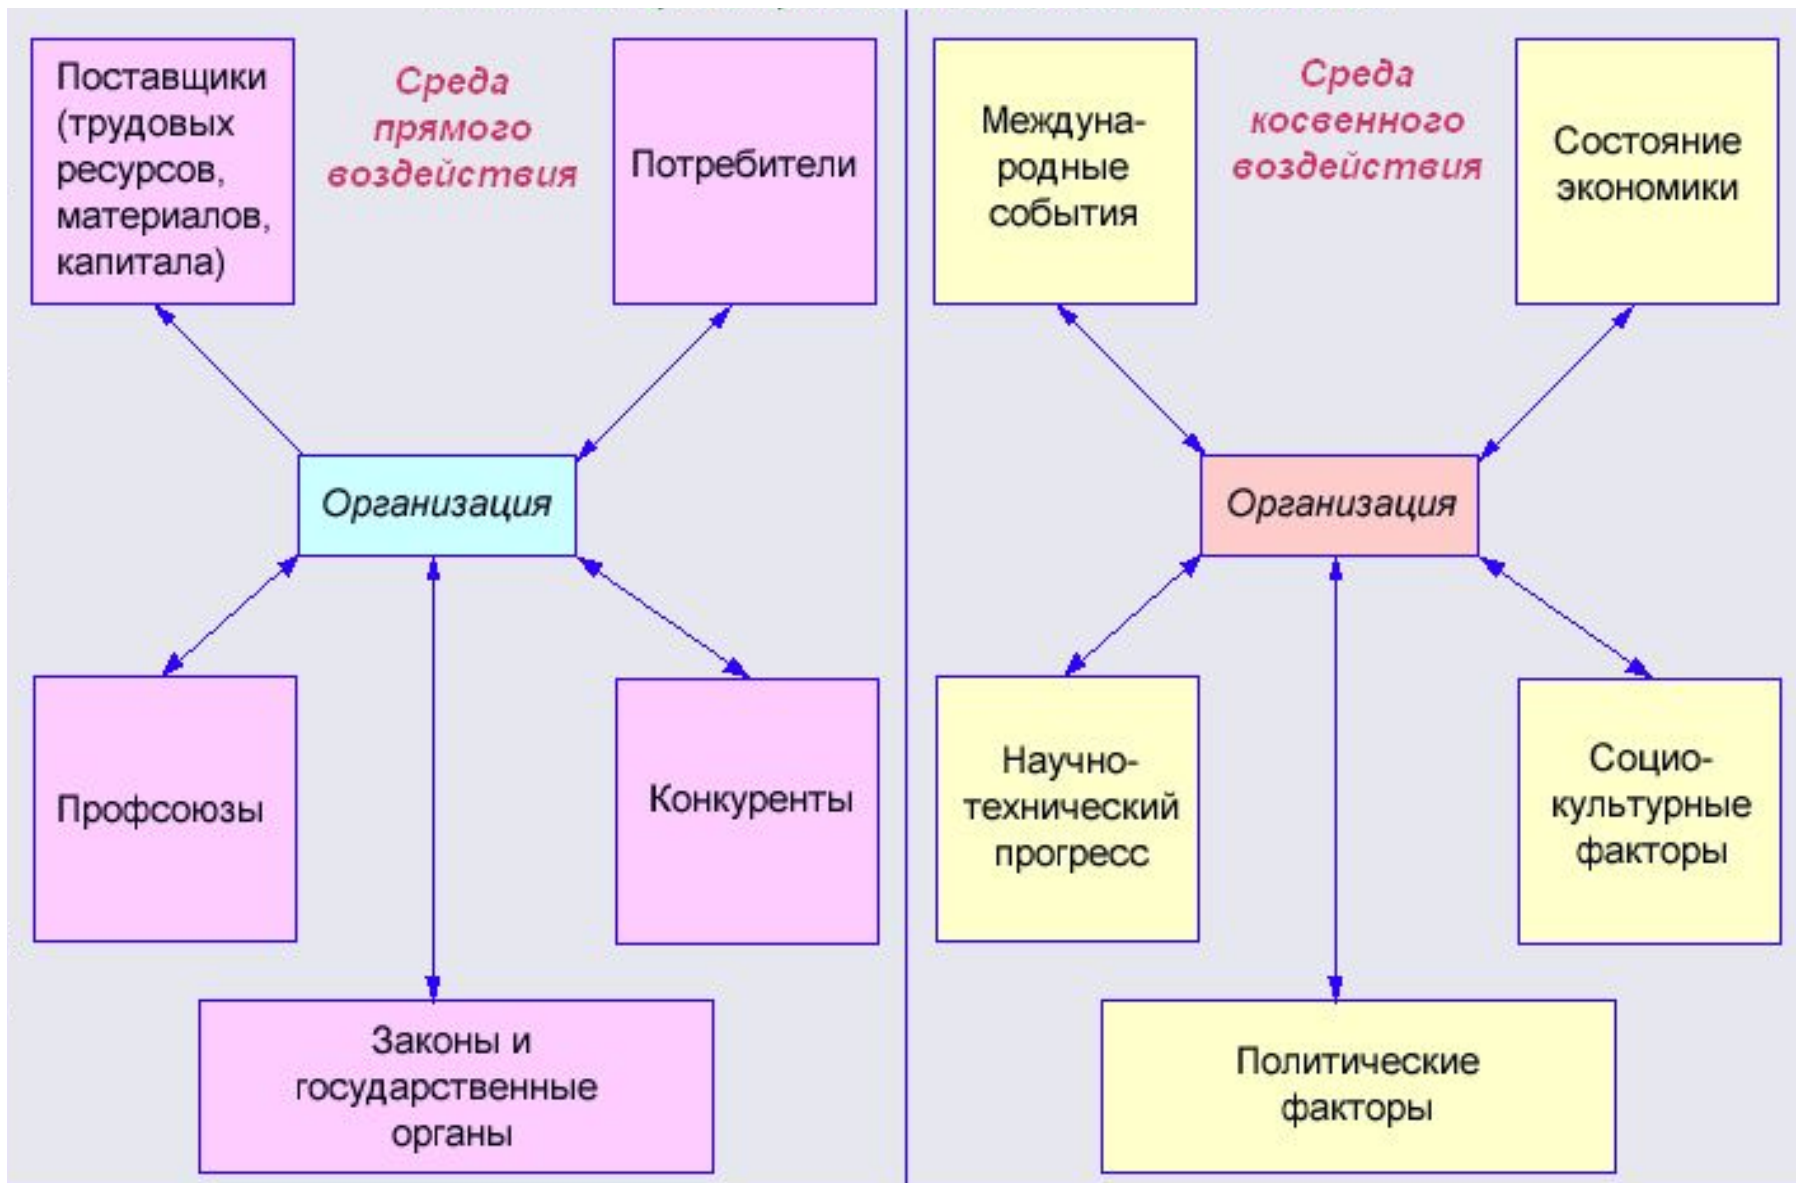 Поставщики
(трудовых
ресурсов,
материалов,
капитала)
Среда
прямого
воздействия
Потребители
Организация
Профсоюзы
Конкуренты
Законы и
государственные
органы
Междуна-
родные
события
Среда
косвенного
воздействия
Состояние
экономики
Организация
Научно-
технический
прогресс
Социо-
культурные
факторы
Политические
факторы